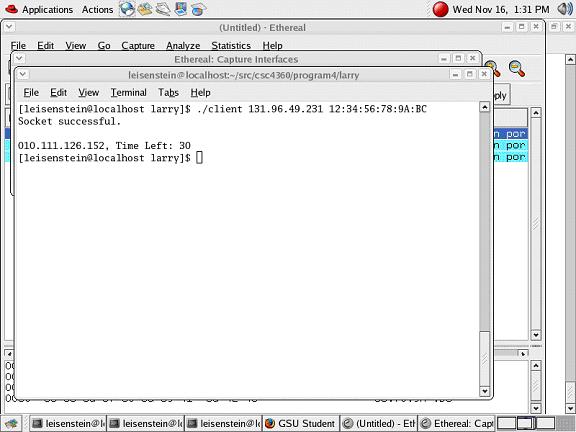 Applications Actions Wed Nov 16, 1:31 PM
(Untitled) - Ethereal
File Edit View Go Capture Analyze Statistics Help
Ethereal: Capture Interfaces
leisenstein@localhost:~/src/csc4360/program4/larry
File Edit View Terminal Tabs Help
[leisenstein@localhost larry]$ ./client 131.96.49.231 12:34:56:78:9A:BC
Socket successful.
010.111.126.152, Time Left: 30
[leisenstein@localhost larry]$
ply
n por
n por
n por
leisenstein@l leisenstein@l leisenstein@l GSU Student (Untitled) - Eth Ethereal: Capt